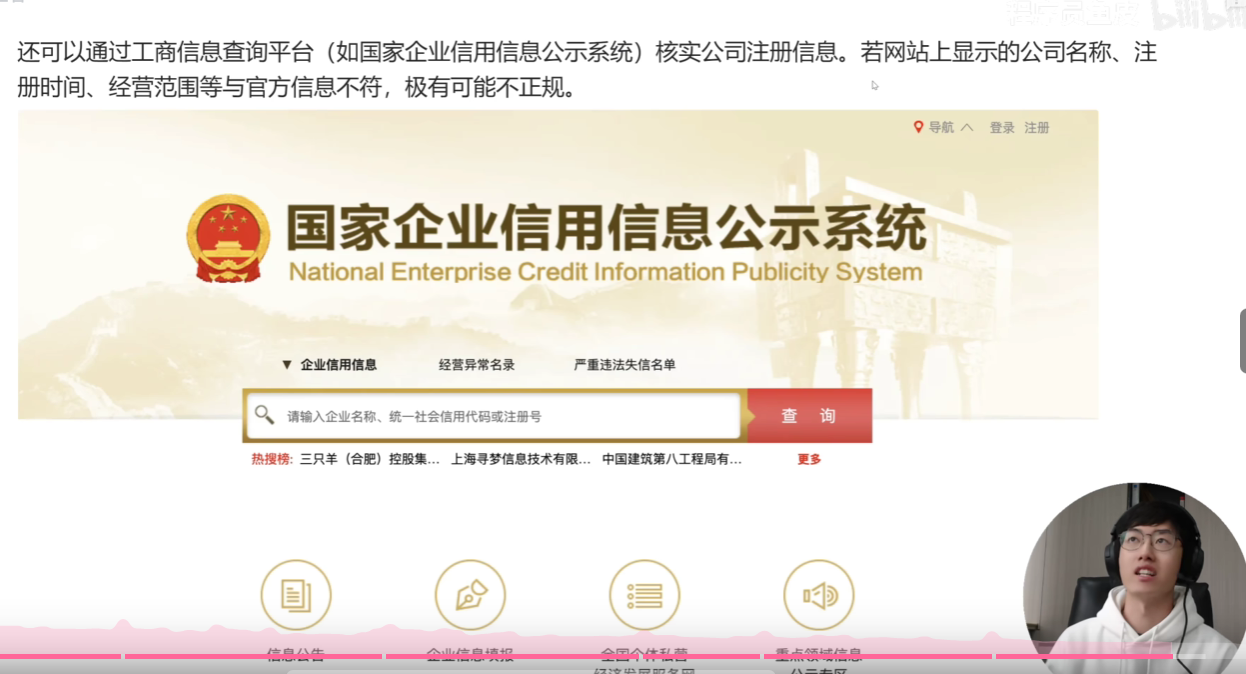 程序员鱼皮 bilibili
还可以通过工商信息查询平台（如国家企业信用信息公示系统）核实公司注册信息。若网站上显示的公司名称、注
册时间、经营范围等与官方信息不符，极有可能不正规。
导航 登录 注册
国家企业信用信息公示系统
National Enterprise Credit Information Publicity System
▼ 企业信用信息 经营异常名录 严重违法失信名单
请输入企业名称、统一社会信用代码或注册号 查 询
热搜榜: 三只羊（合肥）控股集... 上海寻梦信息技术有限... 中国建筑第八工程局有... 更多
信息公告 企业信息填报 全国个体私营 重点领域信息
经济发展服务网 公示专区